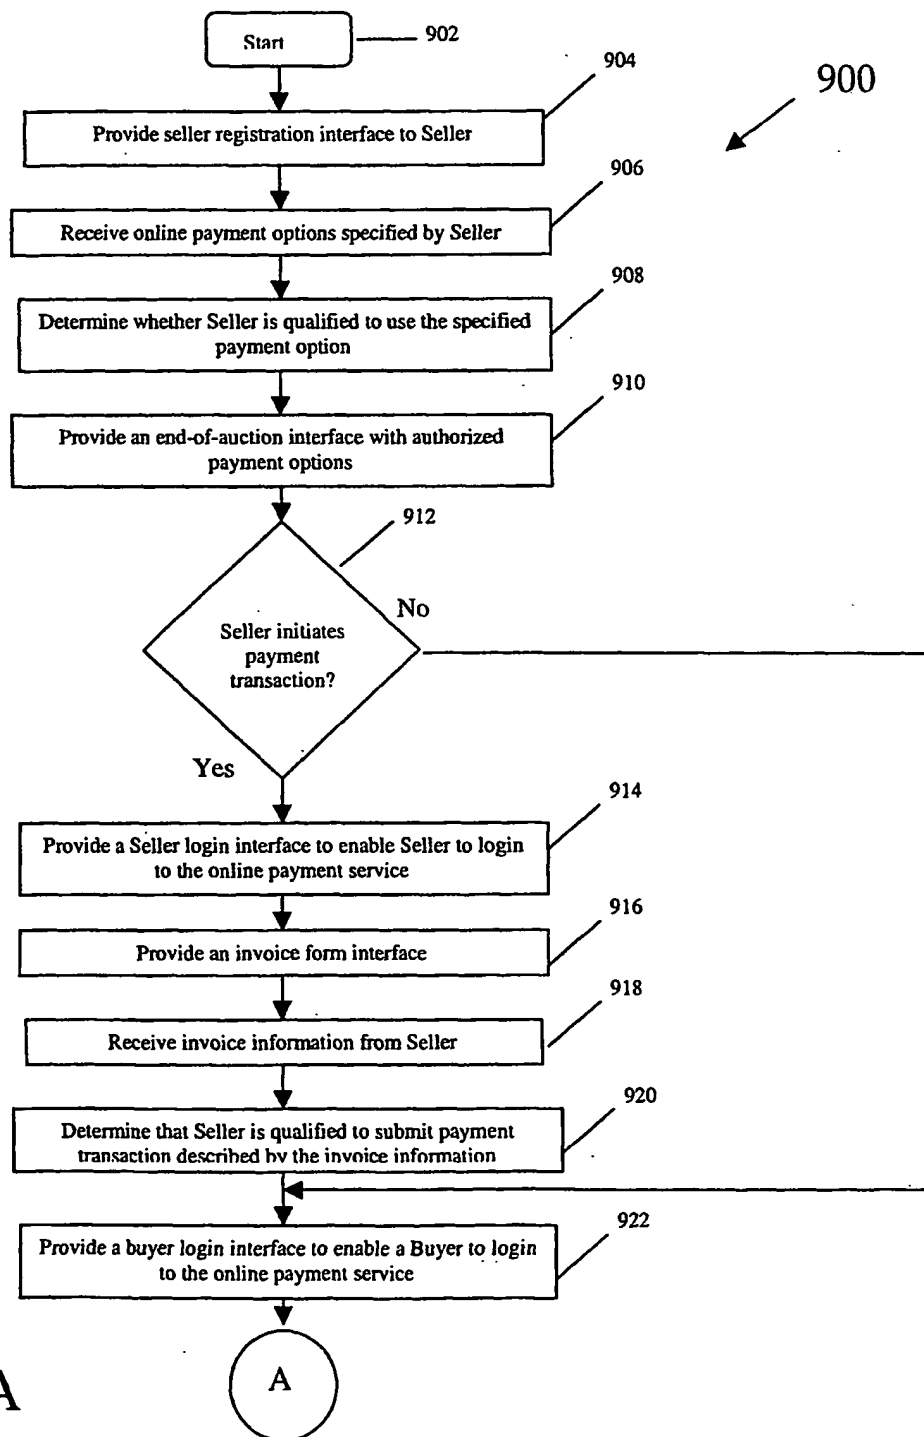 Start
902
904
900
Provide seller registration interface to Seller
906
Receive online payment options specified by Seller
908
Determine whether Seller is qualified to use the specified
payment option
910
Provide an end-of-auction interface with authorized
payment options
912
No
Seller initiates
payment
transaction?
Yes
914
Provide a Seller login interface to enable Seller to login
to the online payment service
916
Provide an invoice form interface
918
Receive invoice information from Seller
920
Determine that Seller is qualified to submit payment
transaction described by the invoice information
922
Provide a buyer login interface to enable a Buyer to login
to the online payment service
A
A